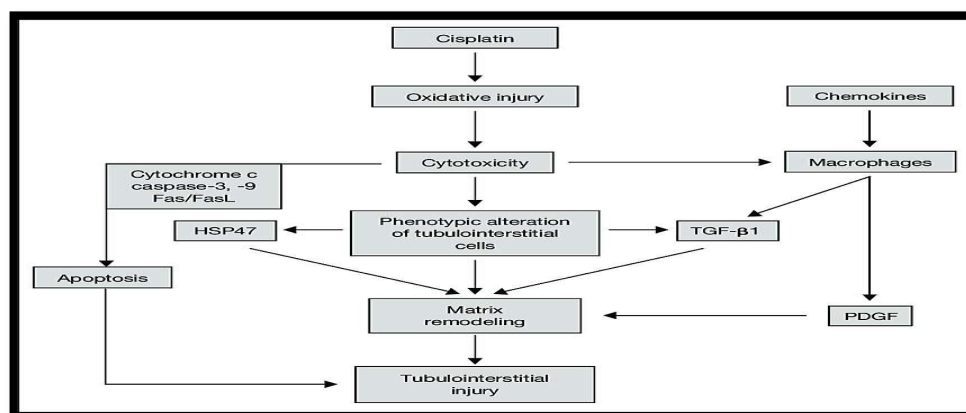 Cisplatin
Oxidative injury
Chemokines
Cytotoxicity
Macrophages
Cytochrome c
caspase-3, -9
Fas/FasL
HSP47
Phenotypic alteration
of tubulointerstitial
cells
TGF-β1
Apoptosis
Matrix
remodeling
PDGF
Tubulointerstitial
injury